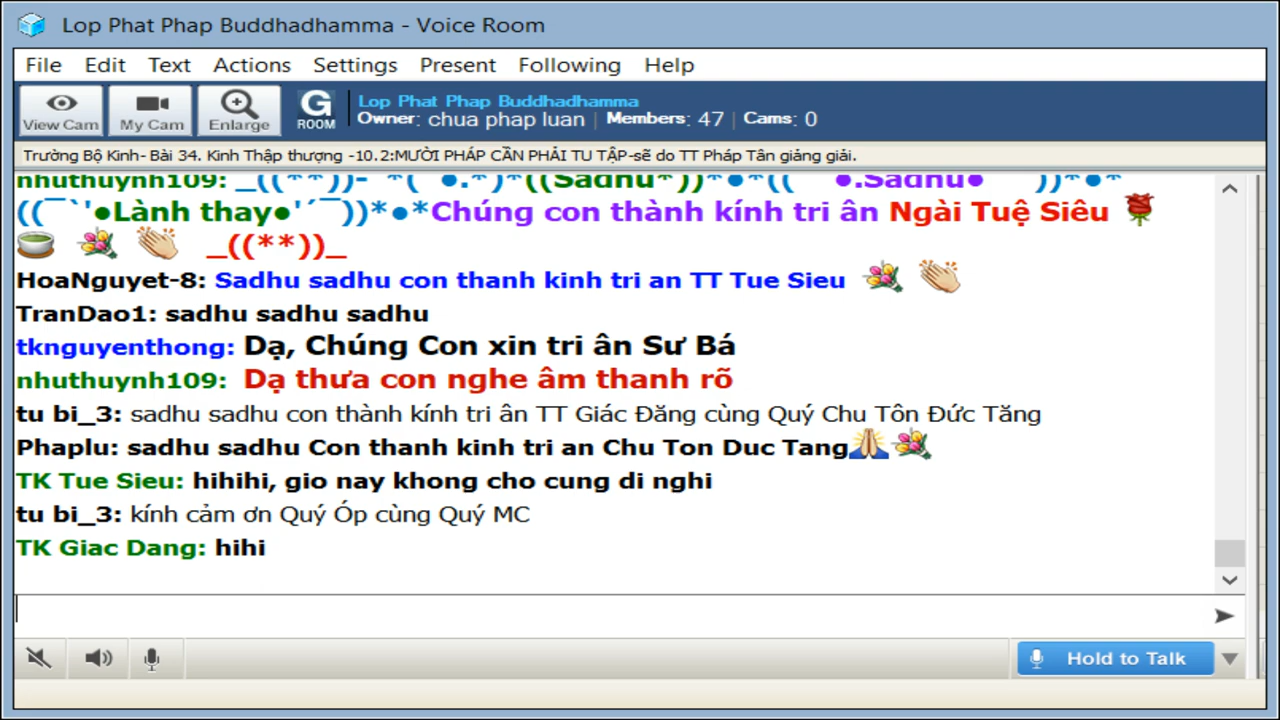 Lop Phat Phap Buddhadhamma - Voice Room
File Edit Text Actions Settings Present Following Help
View Cam My Cam Enlarge G ROOM
Lop Phat Phap Buddhadhamma
Owner: chua phap luan | Members: 47 | Cams: 0
Trường Bộ Kinh- Bài 34. Kinh Thập thượng -10.2:MƯỜI PHÁP CẦN PHẢI TU TẬP-sẽ do TT Pháp Tân giảng giải.
nhuthuynh109: _((**))- *(¯●.*)*((Sadhu*))*●*((¯ ●.Sadhu● ¯))*●*
((¯`'●Lành thay●'´¯))*●*Chúng con thành kính tri ân Ngài Tuệ Siêu
_((**))_
HoaNguyet-8: Sadhu sadhu con thanh kinh tri an TT Tue Sieu
TranDao1: sadhu sadhu sadhu
tknguyenthong: Dạ, Chúng Con xin tri ân Sư Bá
nhuthuynh109: Dạ thưa con nghe âm thanh rõ
tu bi_3: sadhu sadhu con thành kính tri ân TT Giác Đăng cùng Quý Chu Tôn Đức Tăng
Phaplu: sadhu sadhu Con thanh kinh tri an Chu Ton Duc Tang
TK Tue Sieu: hihihi, gio nay khong cho cung di nghi
tu bi_3: kính cảm ơn Quý Óp cùng Quý MC
TK Giac Dang: hihi
Hold to Talk